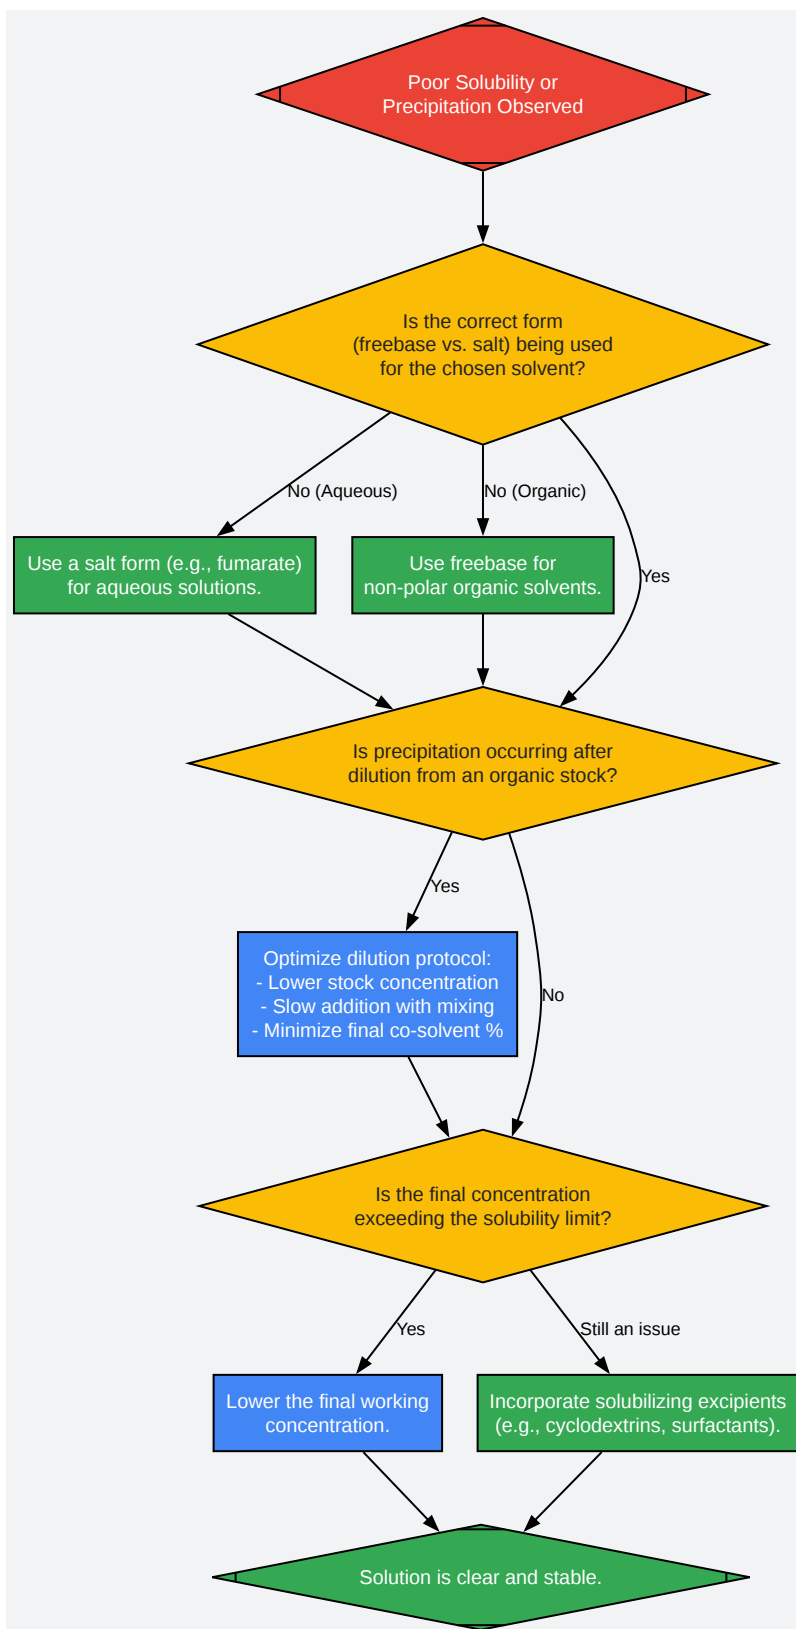 Poor Solubility or
Precipitation Observed
Is the correct form
(freebase vs. salt) being used
for the chosen solvent?
No (Aqueous)
No (Organic)
Use a salt form (e.g., fumarate)
for aqueous solutions.
Use freebase for
non-polar organic solvents.
Yes
Is precipitation occurring after
dilution from an organic stock?
Yes
Optimize dilution protocol:
- Lower stock concentration
- Slow addition with mixing
- Minimize final co-solvent %
No
Is the final concentration
exceeding the solubility limit?
Yes
Still an issue
Lower the final working
concentration.
Incorporate solubilizing excipients
(e.g., cyclodextrins, surfactants).
Solution is clear and stable.